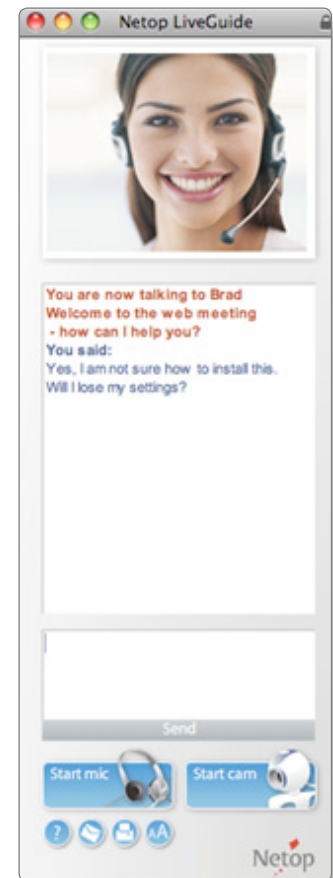 Netop LiveGuide
You are now talking to Brad
Welcome to the web meeting
- how can I help you?
You said:
Yes, I am not sure how to install this.
Will I lose my settings?
Send
Start mic
Start cam
?
AA
Netop